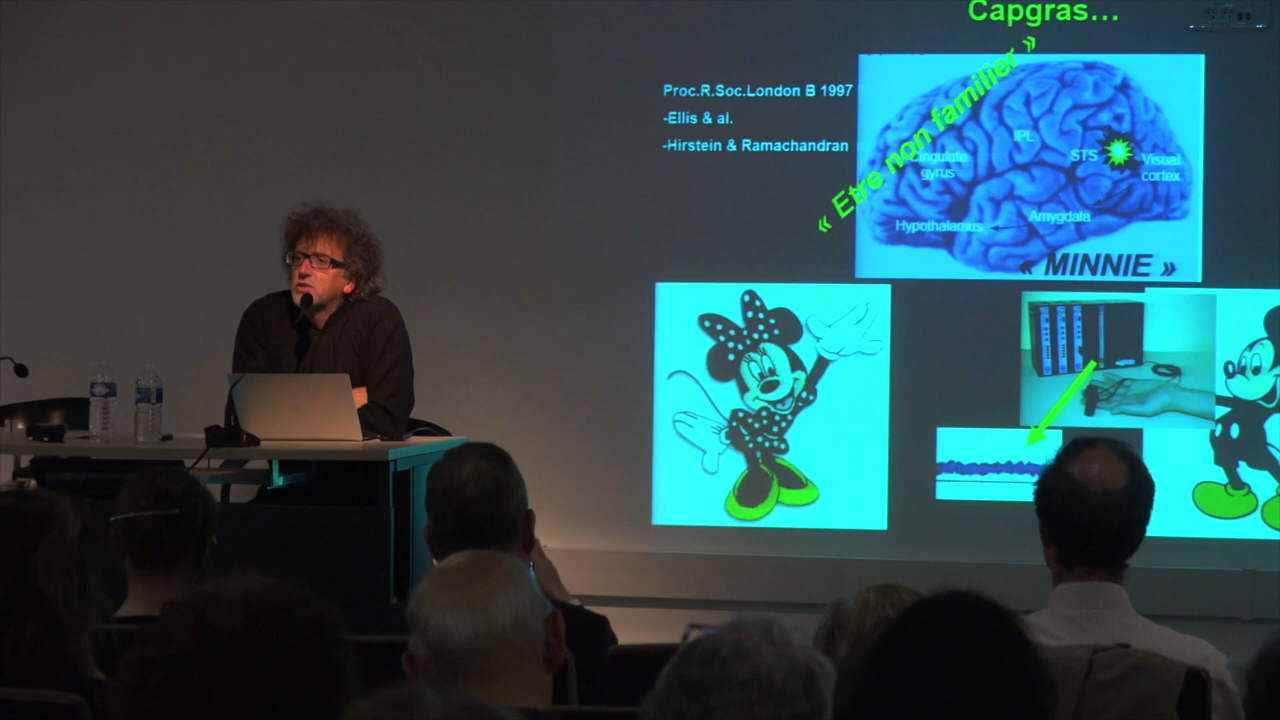 Capgras...
« Etre non familier »
Proc.R.Soc.London B 1997
-Ellis & al.
-Hirstein & Ramachandran
IPL
Cingulate
gyrus
STS
Visual
cortex
Amygdala
Hypothalamus
« MINNIE »